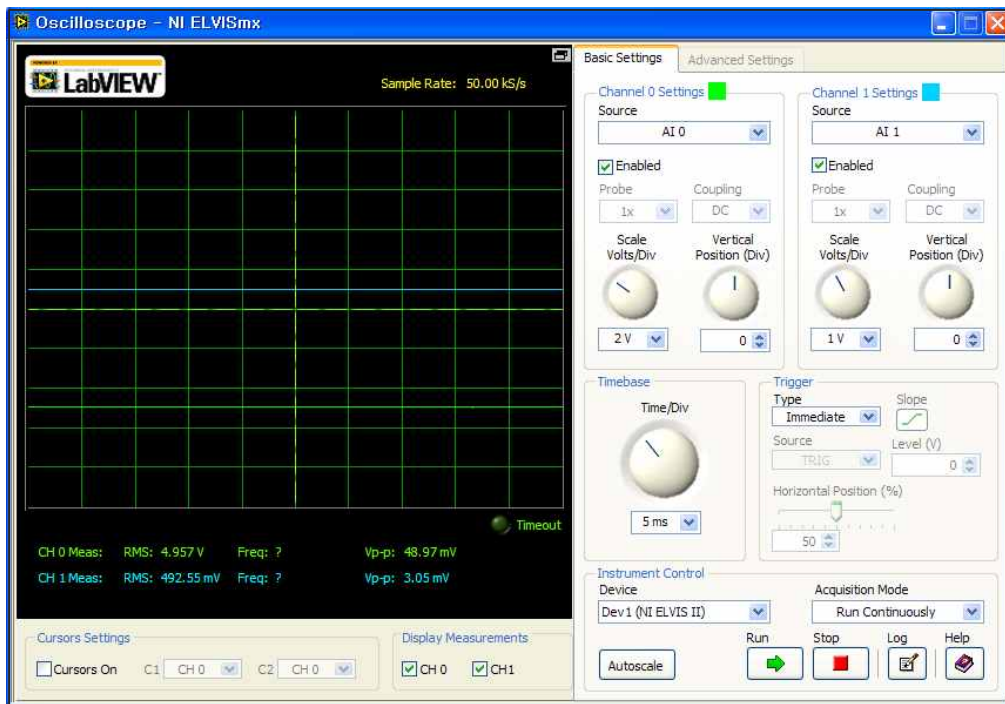 Oscilloscope - NI ELVISmx
POWERED BY
LabVIEW
Sample Rate: 50.00 kS/s
Timeout
CH 0 Meas: RMS: 4.957 V Freq: ? Vp-p: 48.97 mV
CH 1 Meas: RMS: 492.55 mV Freq: ? Vp-p: 3.05 mV
Cursors Settings
Cursors On C1 CH 0 C2 CH 0
Display Measurements
CH 0 CH1
Basic Settings Advanced Settings
Channel 0 Settings
Source
AI 0
Enabled
Probe Coupling
1x DC
Scale Volts/Div
Vertical Position (Div)
2 V 0
Channel 1 Settings
Source
AI 1
Enabled
Probe Coupling
1x DC
Scale Volts/Div
Vertical Position (Div)
1 V 0
Timebase
Time/Div
5 ms
Trigger
Type Slope
Immediate
Source Level (V)
TRIG 0
Horizontal Position (%)
50
Instrument Control
Device Acquisition Mode
Dev1 (NI ELVIS II) Run Continuously
Run Stop Log Help
Autoscale